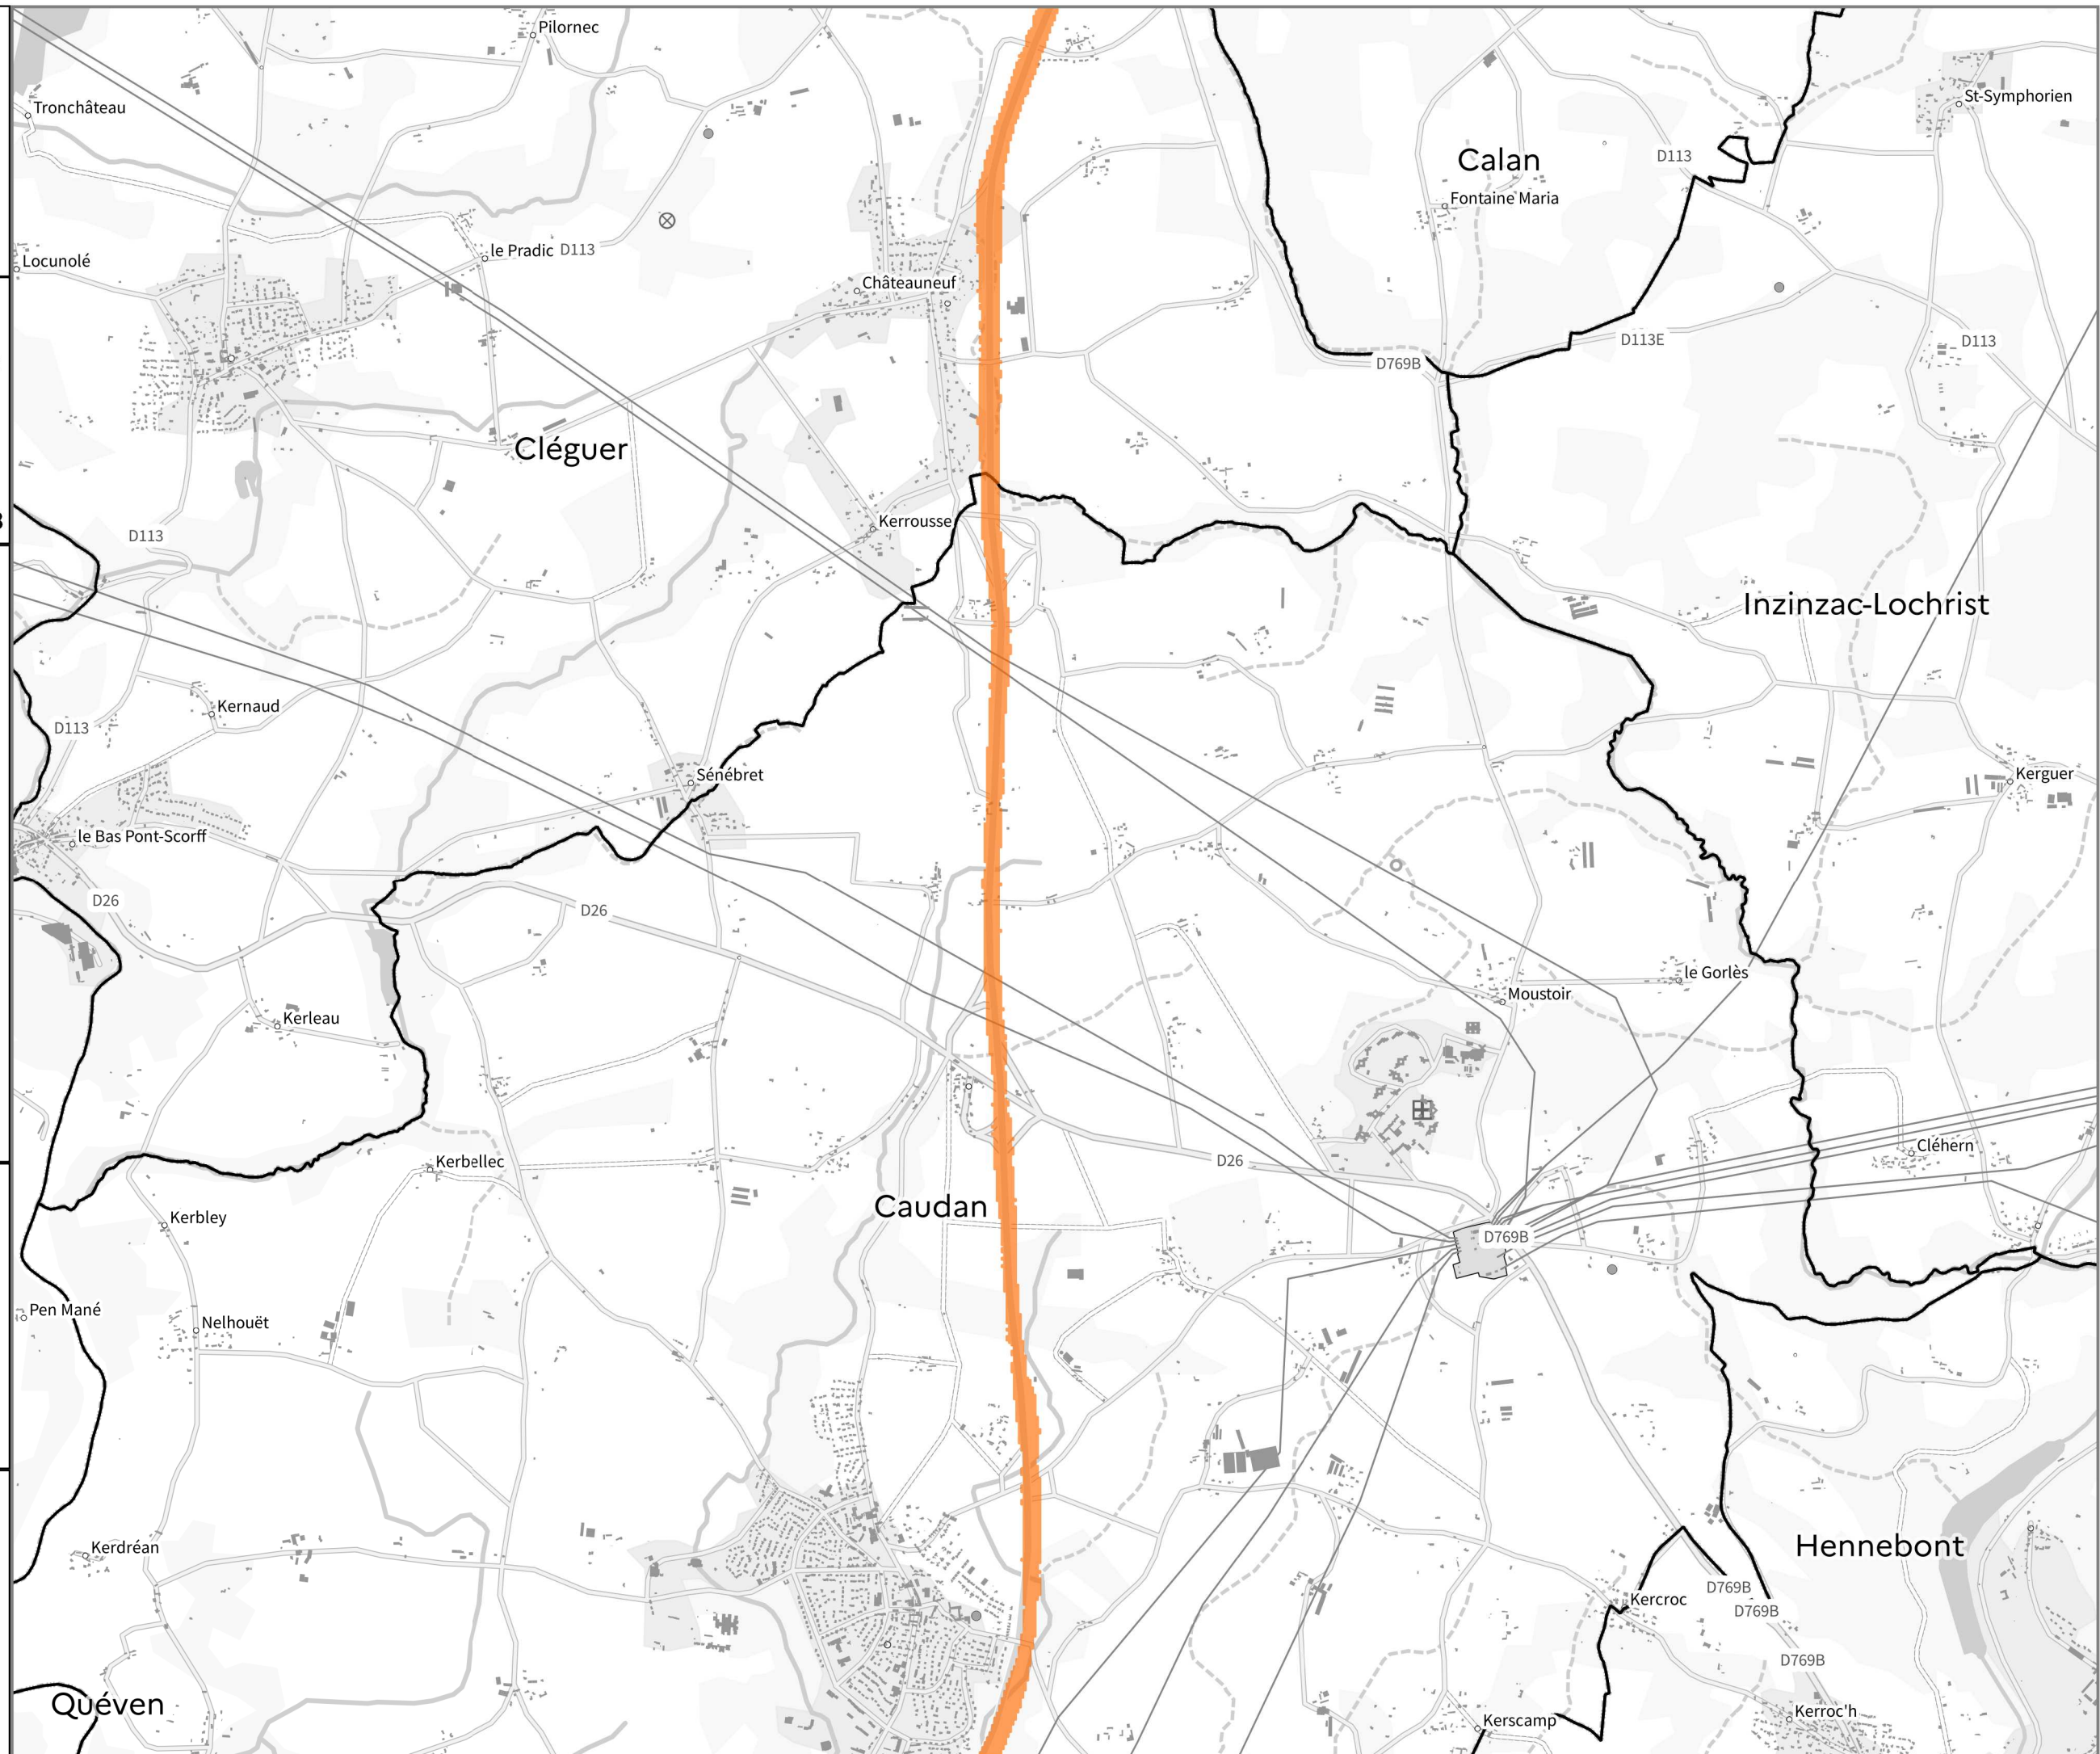 Pilornec
St-Symphorien
Tronchâteau
D113
Calan
Fontaine Maria
le Pradic
D113
Locunolé
Châteauneuf
D113E
D113
D769B
Cléguer
Kerrousse
D113
Inzinzac-Lochrist
Kernaud
D113
Sénébret
Kerguer
le Bas Pont-Scorff
D26
D26
le Gorlès
Moustoir
Kerleau
Cléhern
D26
Kerbellec
Caudan
Kerbley
D769B
Pen Mané
Nelhouët
Kerdréan
Hennebont
D769B
Kercroc
D769B
D769B
Quéven
Kerroc'h
Kerscamp